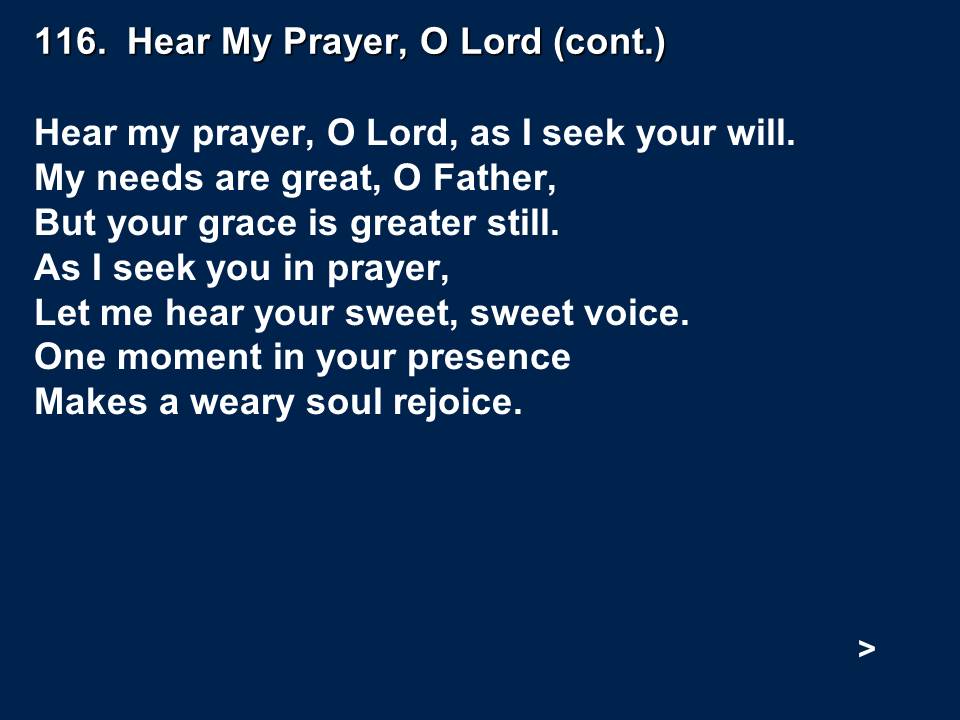 116.  Hear My Prayer, O Lord (cont.)
Hear my prayer, O Lord, as I seek your will.
My needs are great, O Father,
But your grace is greater still.
As I seek you in prayer,
Let me hear your sweet, sweet voice.
One moment in your presence
Makes a weary soul rejoice.
>